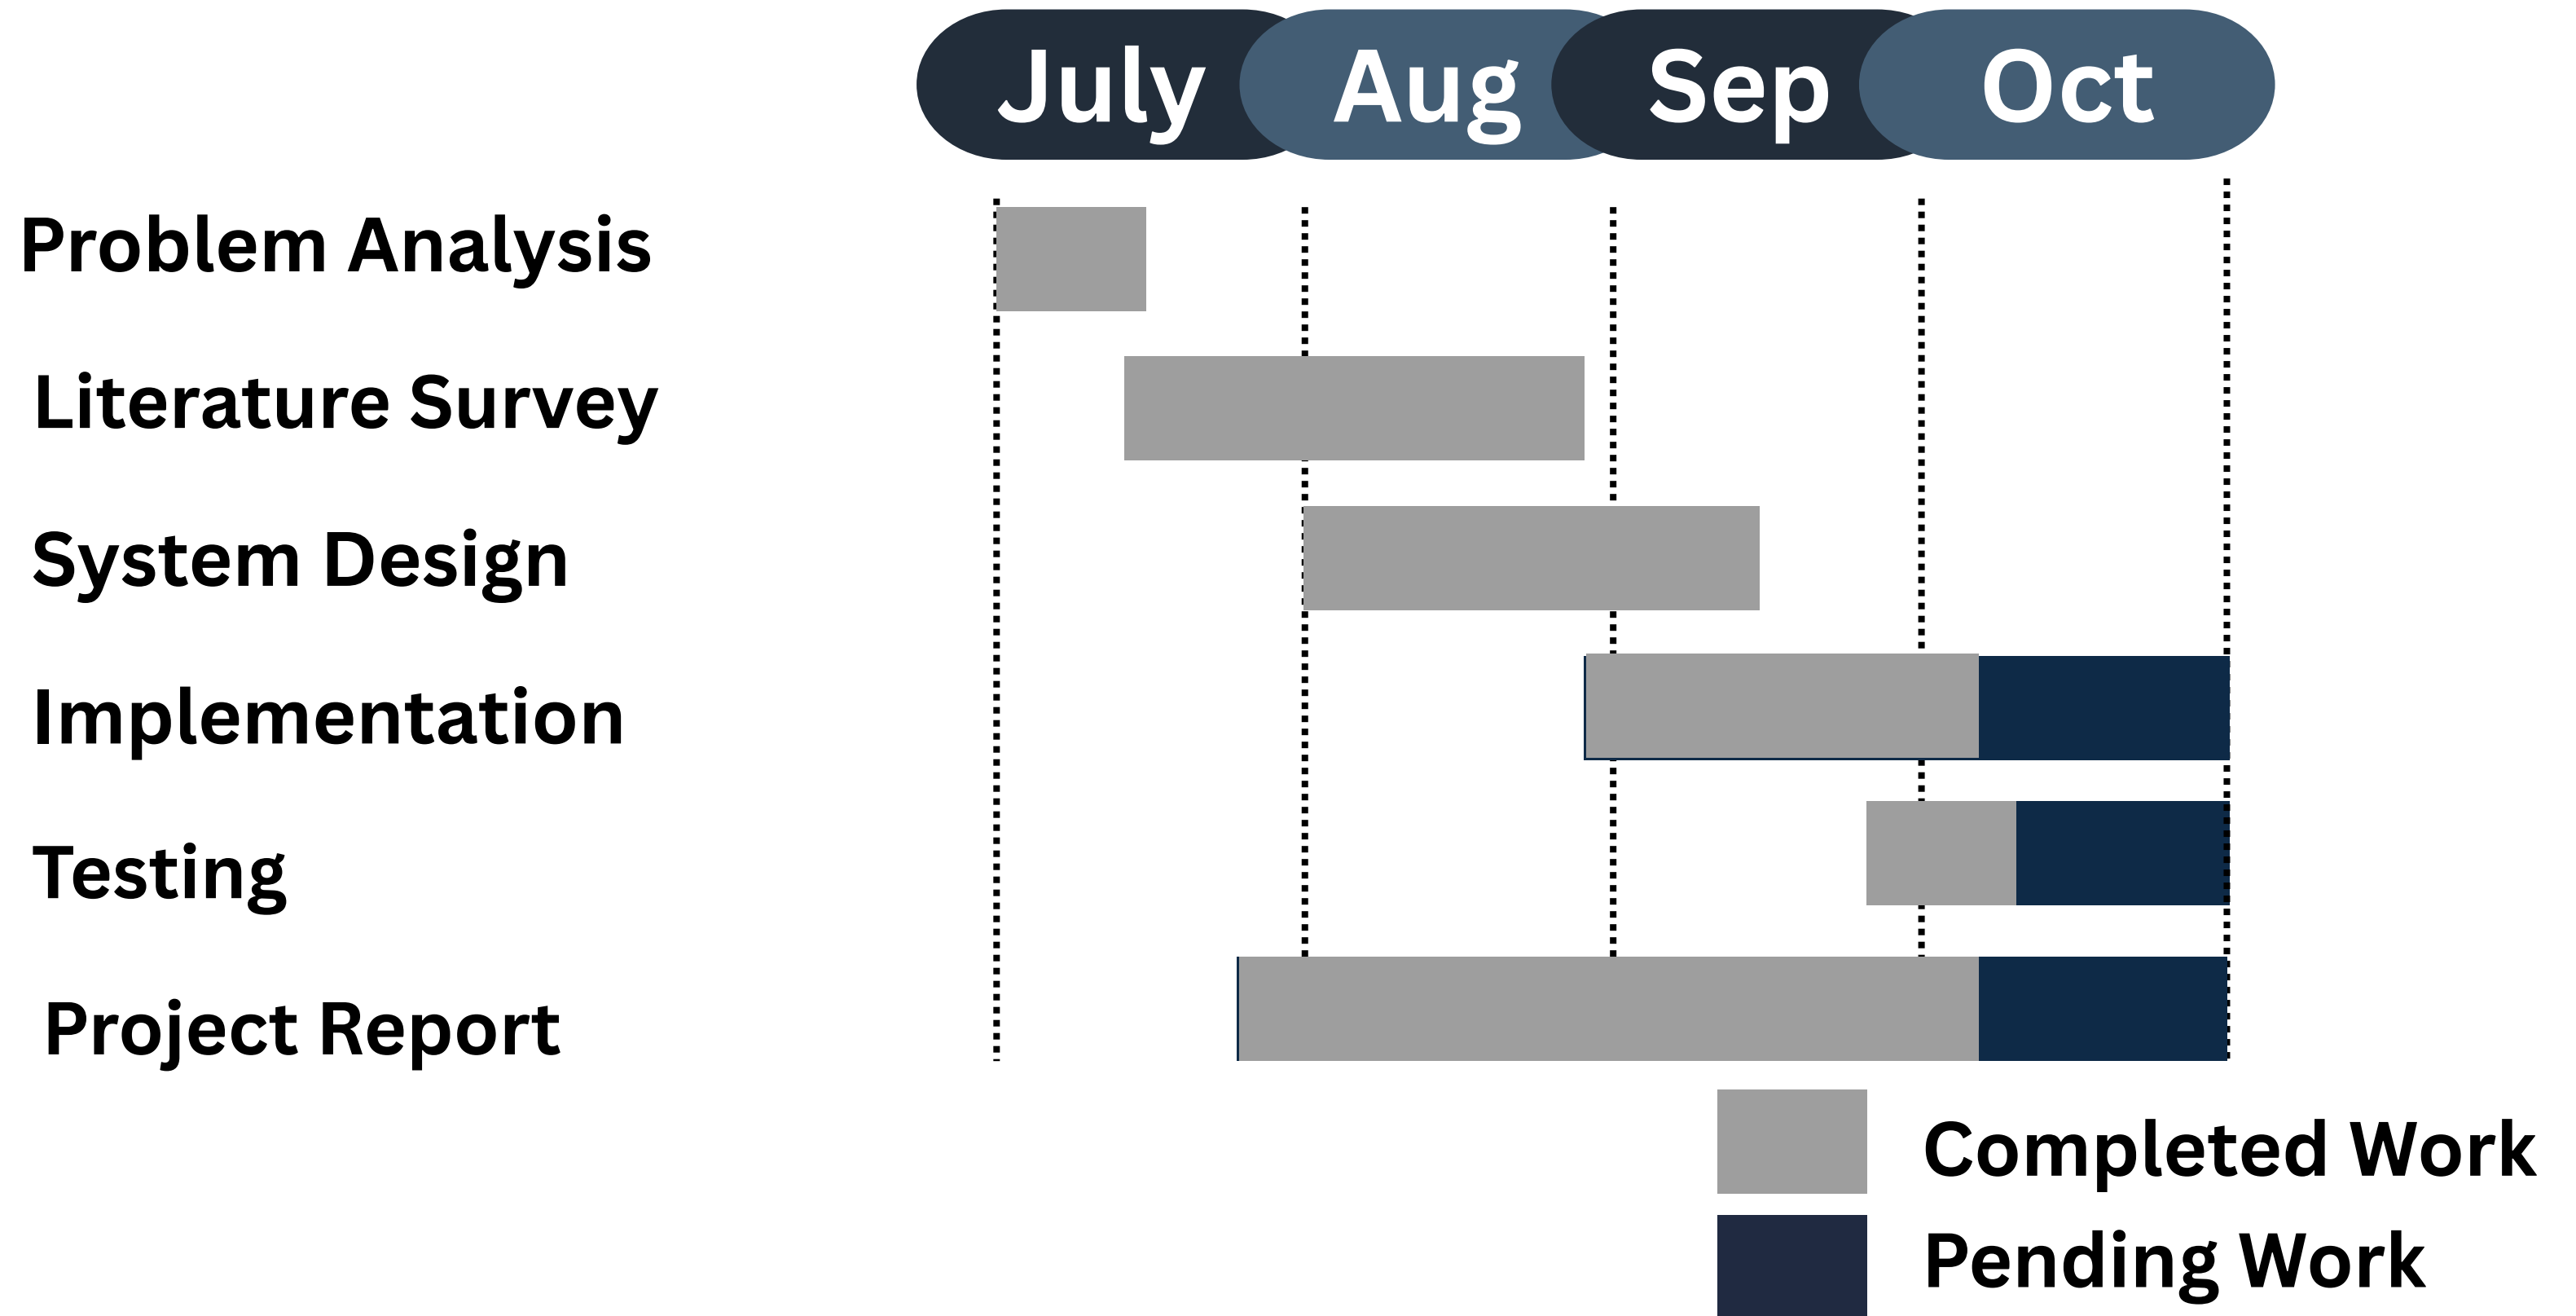 July Aug Sep Oct
Problem Analysis
Literature Survey
System Design
Implementation
Testing
Project Report
Completed Work
Pending Work